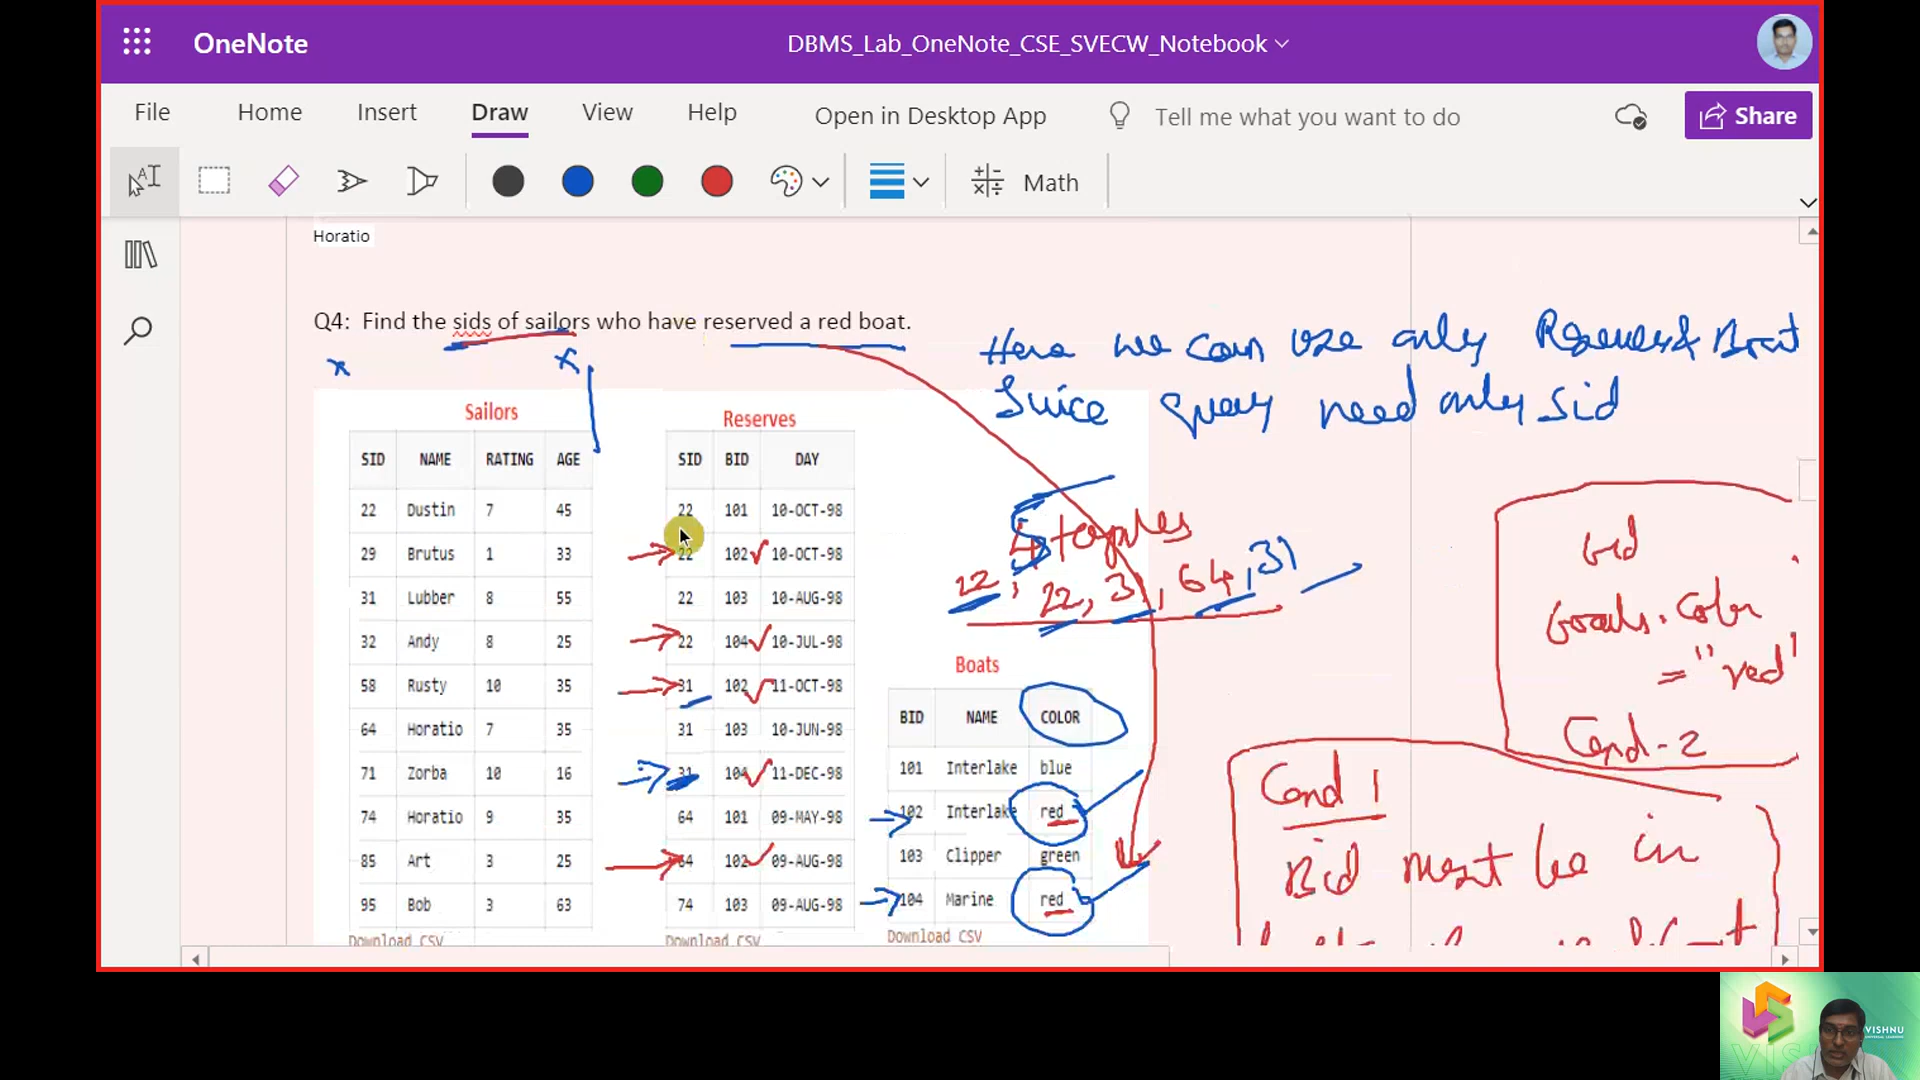 OneNote
DBMS_Lab_OneNote_CSE_SVECW_Notebook
File Home Insert Draw View Help Open in Desktop App Tell me what you want to do Share
Math
Horatio
Q4: Find the sids of sailors who have reserved a red boat.
Here we can use only Reserves & Boat
Since query need only sid
Sailors
SID NAME RATING AGE
22 Dustin 7 45
29 Brutus 1 33
31 Lubber 8 55
32 Andy 8 25
58 Rusty 10 35
64 Horatio 7 35
71 Zorba 10 16
74 Horatio 9 35
85 Art 3 25
95 Bob 3 63
Download CSV
Reserves
SID BID DAY
22 101 10-OCT-98
22 102 10-OCT-98
22 103 10-AUG-98
22 104 10-JUL-98
31 102 11-OCT-98
31 103 10-JUN-98
31 104 11-DEC-98
64 101 09-MAY-98
64 102 09-AUG-98
74 103 09-AUG-98
Download CSV
5 tuples
22, 22, 31, 64, 31
Boats
BID NAME COLOR
101 Interlake blue
102 Interlake red
103 Clipper green
104 Marine red
Download CSV
bid
boats.color
="red"
Cond-2
Cond 1
Bid must be in
VISHNU